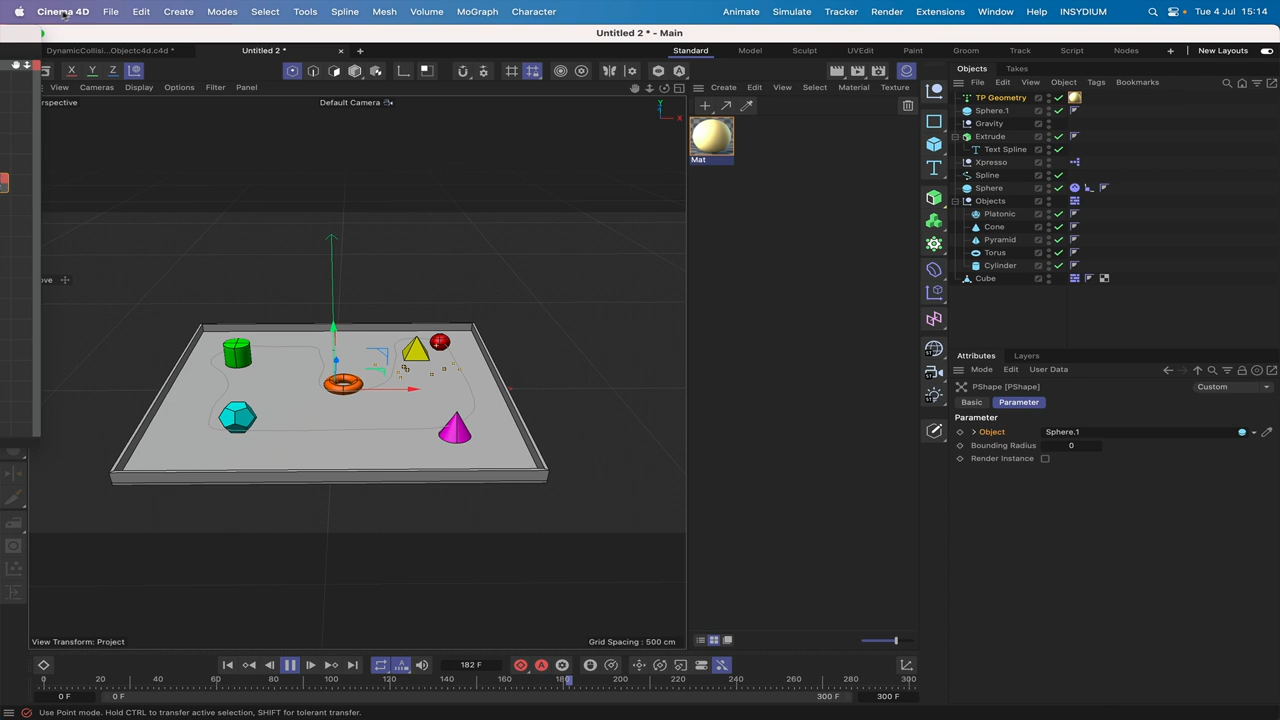 Cinema 4D File Edit Create Modes Select Tools Spline Mesh Volume MoGraph Character Animate Simulate Tracker Render Extensions Window Help INSYDIUM Tue 4 Jul 15:14
Untitled 2 * - Main
DynamicCollisi...Objectc4d.c4d * Untitled 2 * Standard Model Sculpt UVEdit Paint Groom Track Script Nodes New Layouts
X Y Z
Objects Takes
View Cameras Display Options Filter Panel
Create Edit View Select Material Texture
File Edit View Object Tags Bookmarks
erspective Default Camera
Y
X
Mat
TP Geometry
Sphere.1
Gravity
Extrude
Text Spline
Xpresso
Spline
Sphere
Objects
Platonic
Cone
Pyramid
Torus
Cylinder
Cube
ove
Attributes Layers
Mode Edit User Data
PShape [PShape] Custom
Basic Parameter
Parameter
Object Sphere.1
Bounding Radius 0
Render Instance
View Transform: Project Grid Spacing : 500 cm
182 F
0 20 40 60 80 100 120 140 160 180 200 220 240 260 280 300
0 F 0 F 300 F 300 F
Use Point mode. Hold CTRL to transfer active selection, SHIFT for tolerant transfer.